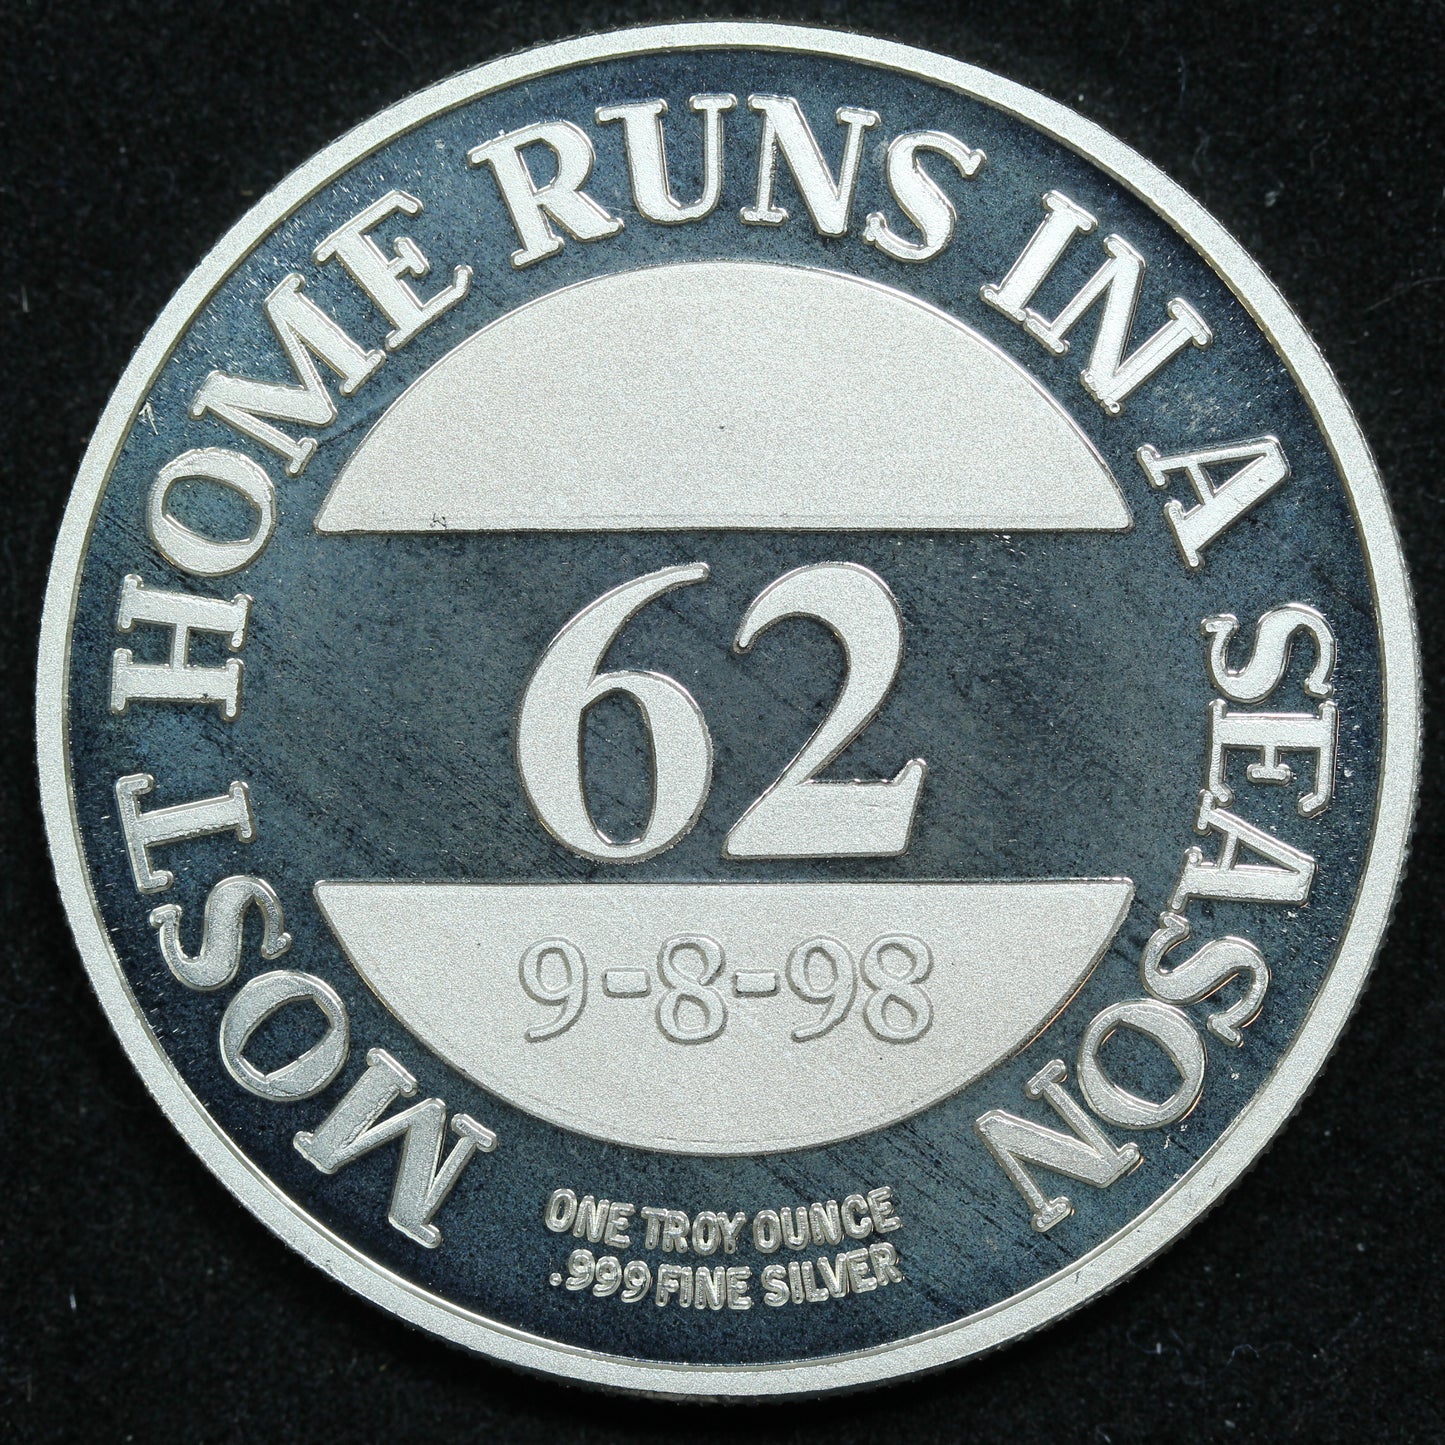 MOST HOME RUNS IN A SEASON
62
9-8-98
ONE TROY OUNCE
.999 FINE SILVER